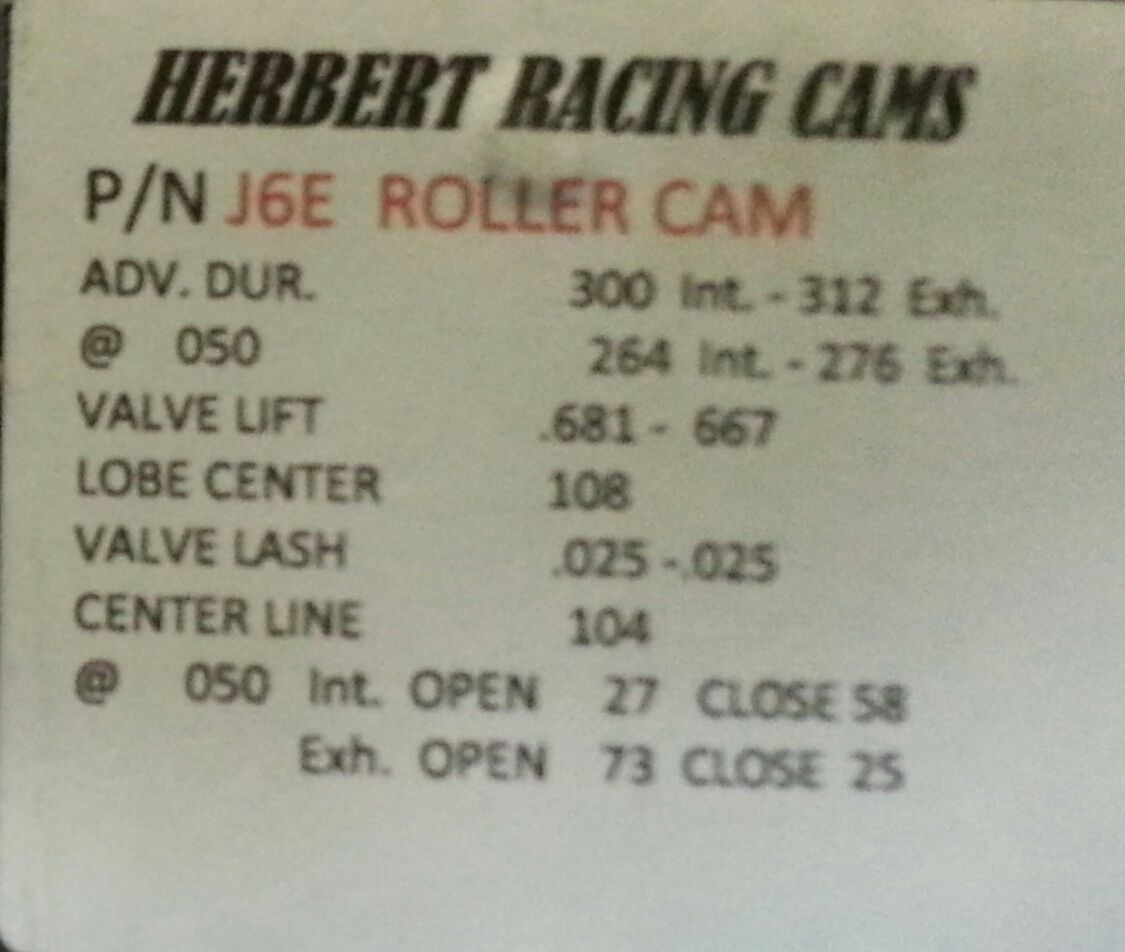 HERBERT RACING CAMS
P/N J6E ROLLER CAM
ADV. DUR. 300 Int. - 312 Exh.
@ 050 264 Int. - 276 Exh.
VALVE LIFT .681 - 667
LOBE CENTER 108
VALVE LASH .025 -.025
CENTER LINE 104
@ 050 Int. OPEN 27 CLOSE 58
Exh. OPEN 73 CLOSE 25